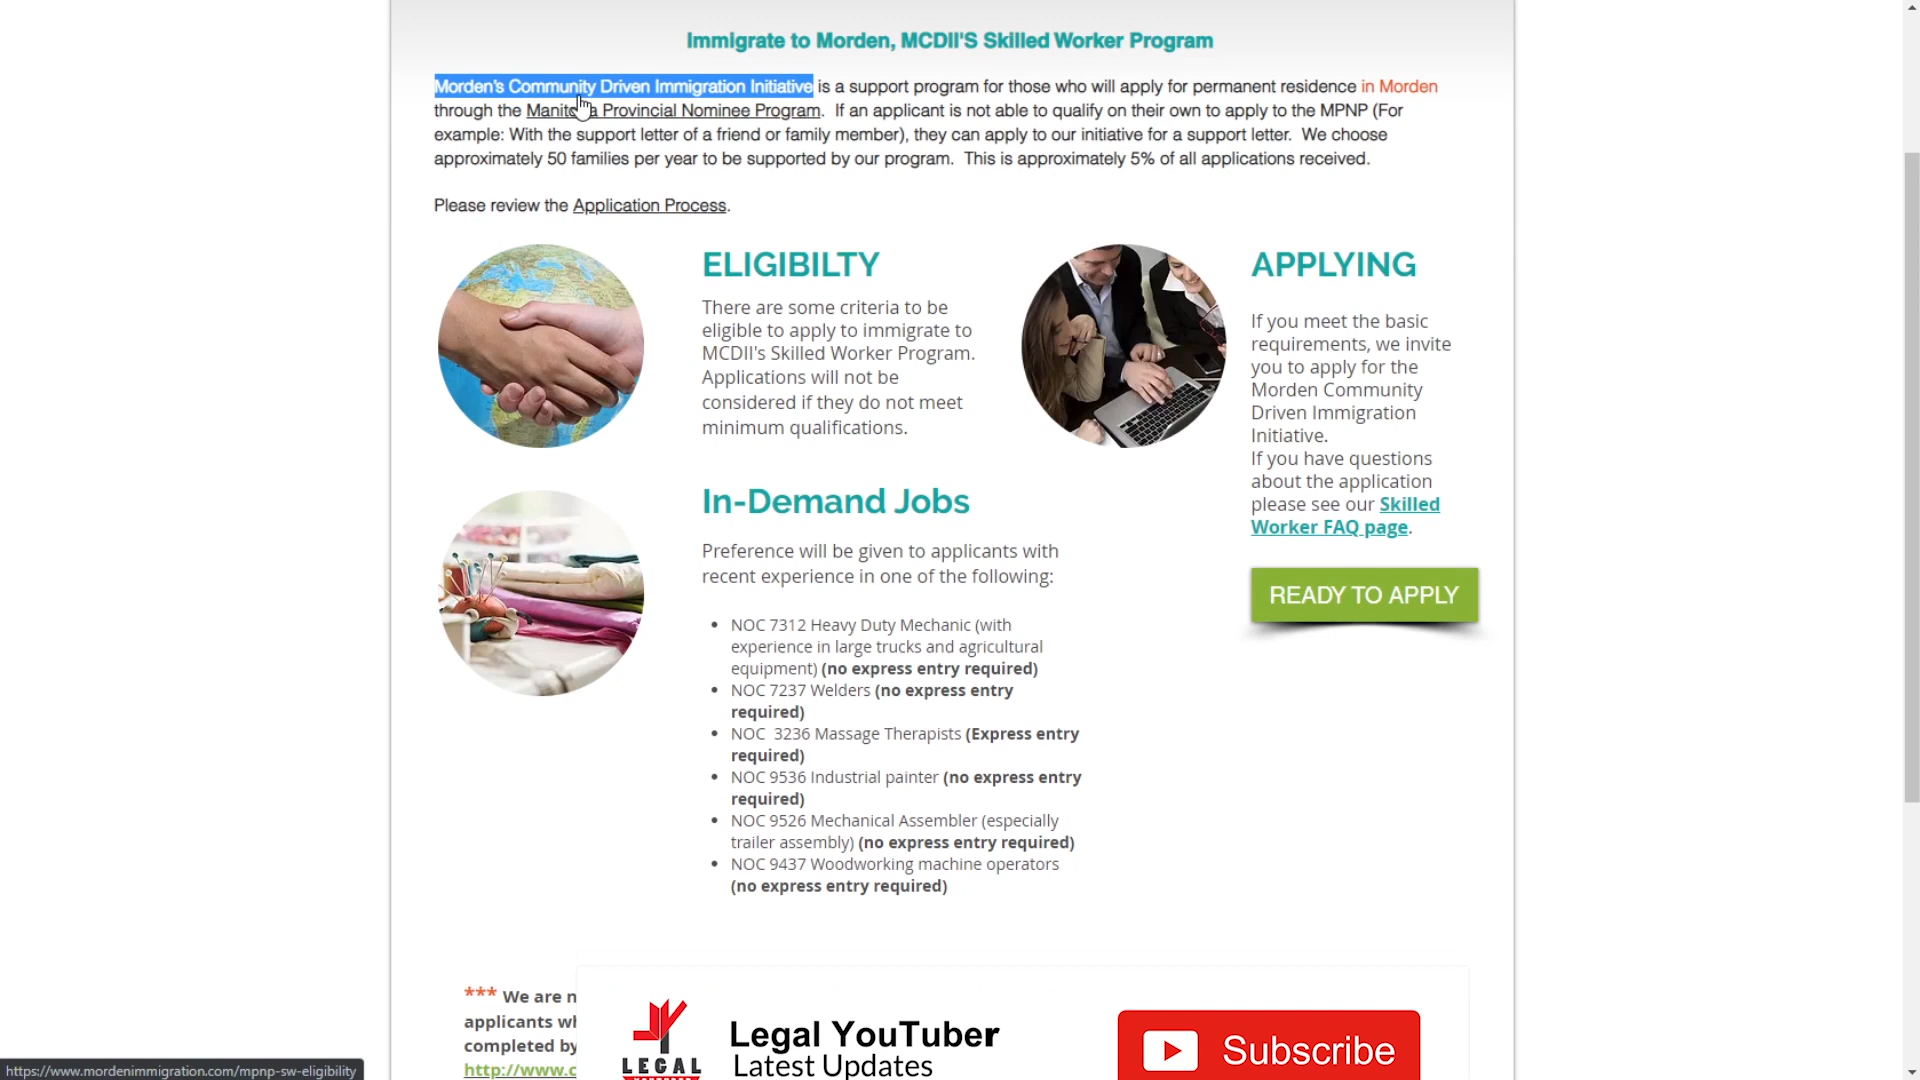 Immigrate to Morden, MCDII'S Skilled Worker Program
Morden's Community Driven Immigration Initiative is a support program for those who will apply for permanent residence in Morden
through the Manitoba Provincial Nominee Program.  If an applicant is not able to qualify on their own to apply to the MPNP (For
example: With the support letter of a friend or family member), they can apply to our initiative for a support letter.  We choose
approximately 50 families per year to be supported by our program.  This is approximately 5% of all applications received.
Please review the Application Process.
ELIGIBILTY
There are some criteria to be
eligible to apply to immigrate to
MCDII's Skilled Worker Program.
Applications will not be
considered if they do not meet
minimum qualifications.
APPLYING
If you meet the basic
requirements, we invite
you to apply for the
Morden Community
Driven Immigration
Initiative.
If you have questions
about the application
please see our Skilled
Worker FAQ page.
READY TO APPLY
In-Demand Jobs
Preference will be given to applicants with
recent experience in one of the following:
• NOC 7312 Heavy Duty Mechanic (with
experience in large trucks and agricultural
equipment) (no express entry required)
• NOC 7237 Welders (no express entry
required)
• NOC  3236 Massage Therapists (Express entry
required)
• NOC 9536 Industrial painter (no express entry
required)
• NOC 9526 Mechanical Assembler (especially
trailer assembly) (no express entry required)
• NOC 9437 Woodworking machine operators
(no express entry required)
*** We are
applicants
completed by
http://www.c
LEGAL
Legal YouTuber
Latest Updates
Subscribe
https://www.mordenimmigration.com/mpnp-sw-eligibility